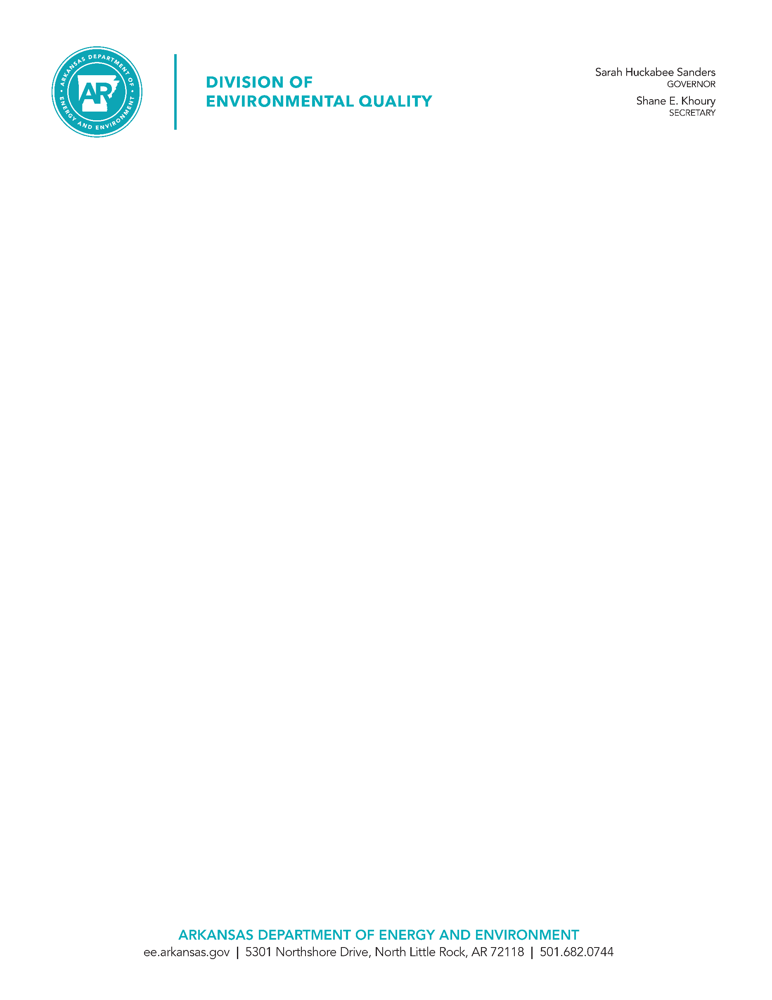 ARKANSAS DEPARTMENT OF
• ENERGY AND ENVIRONMENT •
AR
DIVISION OF
ENVIRONMENTAL QUALITY
Sarah Huckabee Sanders
GOVERNOR
Shane E. Khoury
SECRETARY
ARKANSAS DEPARTMENT OF ENERGY AND ENVIRONMENT
ee.arkansas.gov | 5301 Northshore Drive, North Little Rock, AR 72118 | 501.682.0744